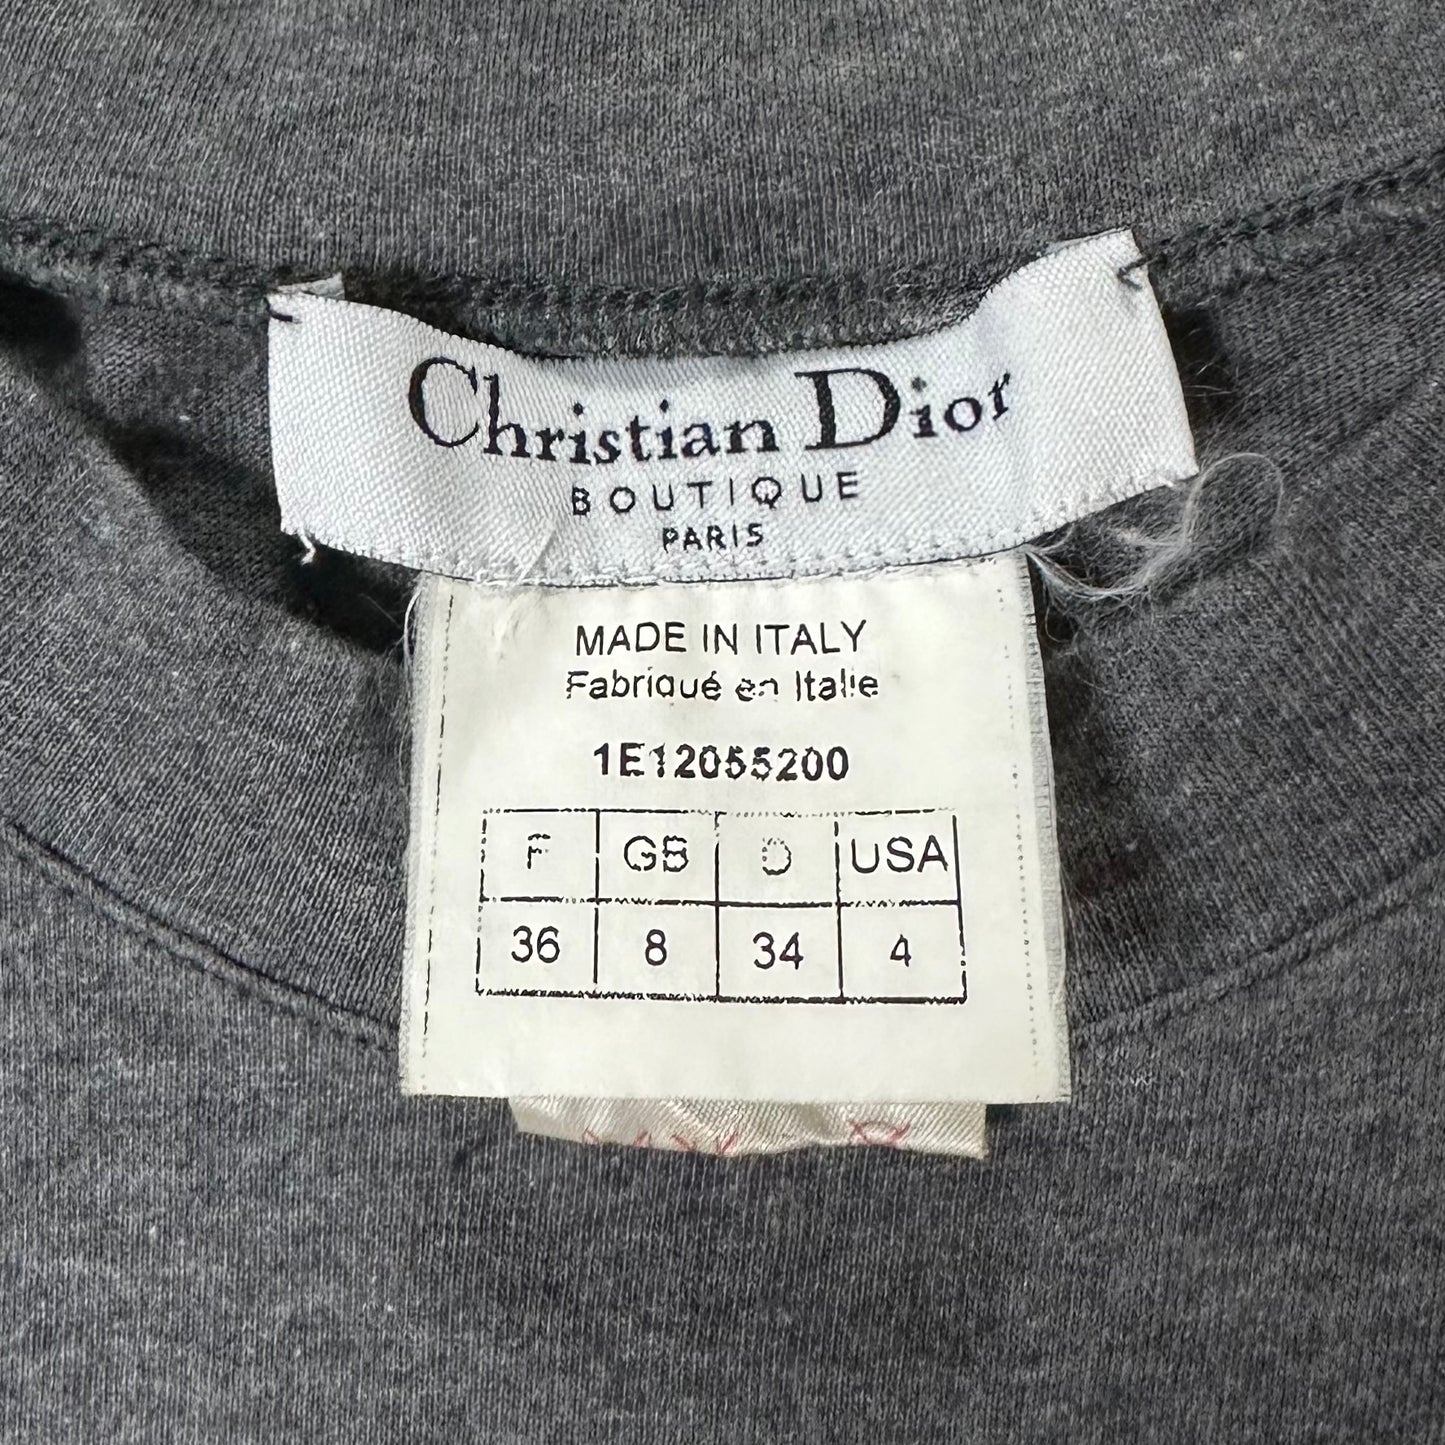 Christian Dior
BOUTIQUE
PARIS
MADE IN ITALY
Fabriqué en Italie
1E12055200
F GB D USA
36 8 34 4